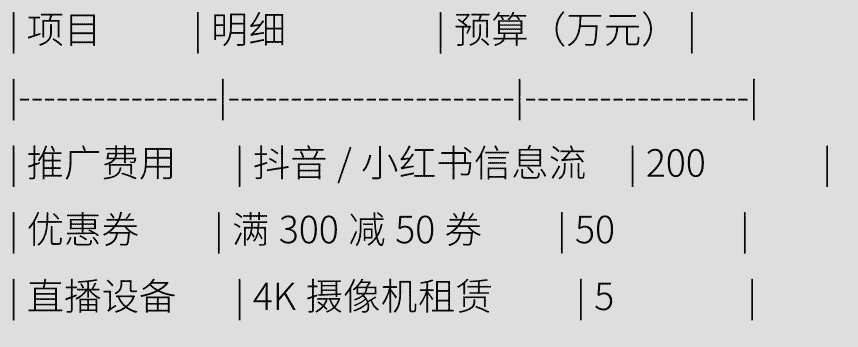 | 项目 | 明细 | 预算（万元） |
|----------------|-----------------------|------------------|
| 推广费用 | 抖音 / 小红书信息流 | 200 |
| 优惠券 | 满 300 减 50 券 | 50 |
| 直播设备 | 4K 摄像机租赁 | 5 |